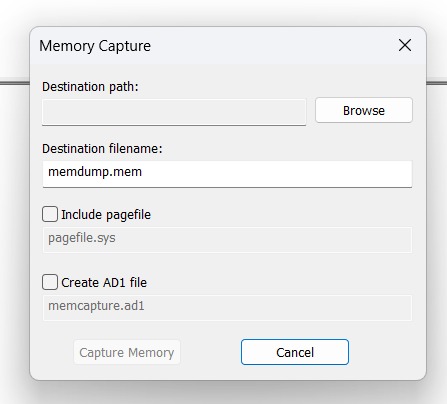 Memory Capture
Destination path:
Browse
Destination filename:
memdump.mem
Include pagefile
pagefile.sys
Create AD1 file
memcapture.ad1
Capture Memory Cancel